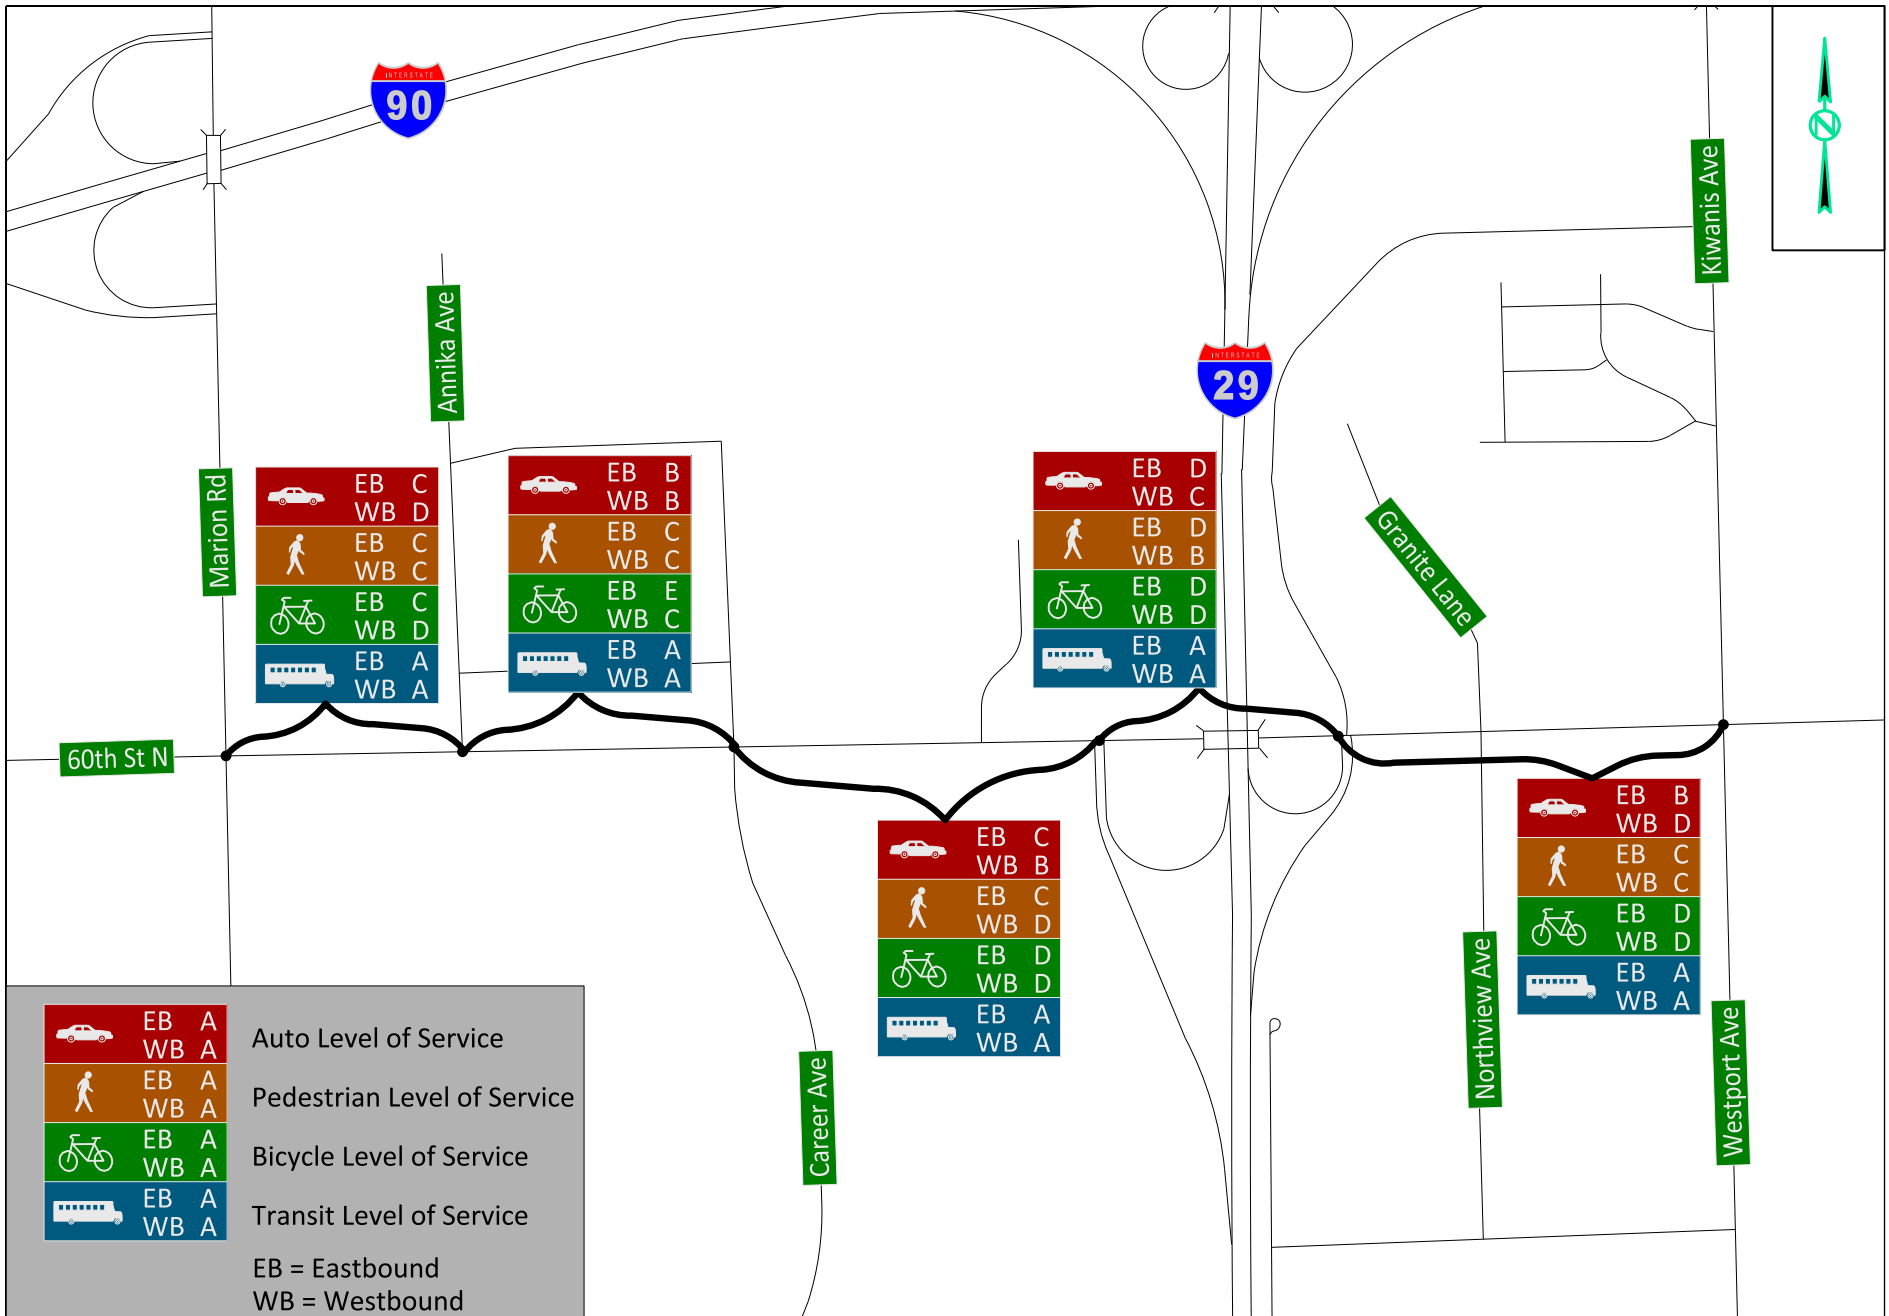 INTERSTATE
90
Kiwanis Ave
Annika Ave
INTERSTATE
29
Marion Rd
EB C
WB D
EB C
WB C
EB C
WB D
EB A
WB A
EB B
WB B
EB C
WB C
EB E
WB C
EB A
WB A
EB D
WB C
EB D
WB B
EB D
WB D
EB A
WB A
Granite Lane
60th St N
EB C
WB B
EB C
WB D
EB D
WB D
EB A
WB A
EB B
WB D
EB C
WB C
EB D
WB D
EB A
WB A
Northview Ave
Westport Ave
Career Ave
EB A
WB A
Auto Level of Service
EB A
WB A
Pedestrian Level of Service
EB A
WB A
Bicycle Level of Service
EB A
WB A
Transit Level of Service
EB = Eastbound
WB = Westbound
N